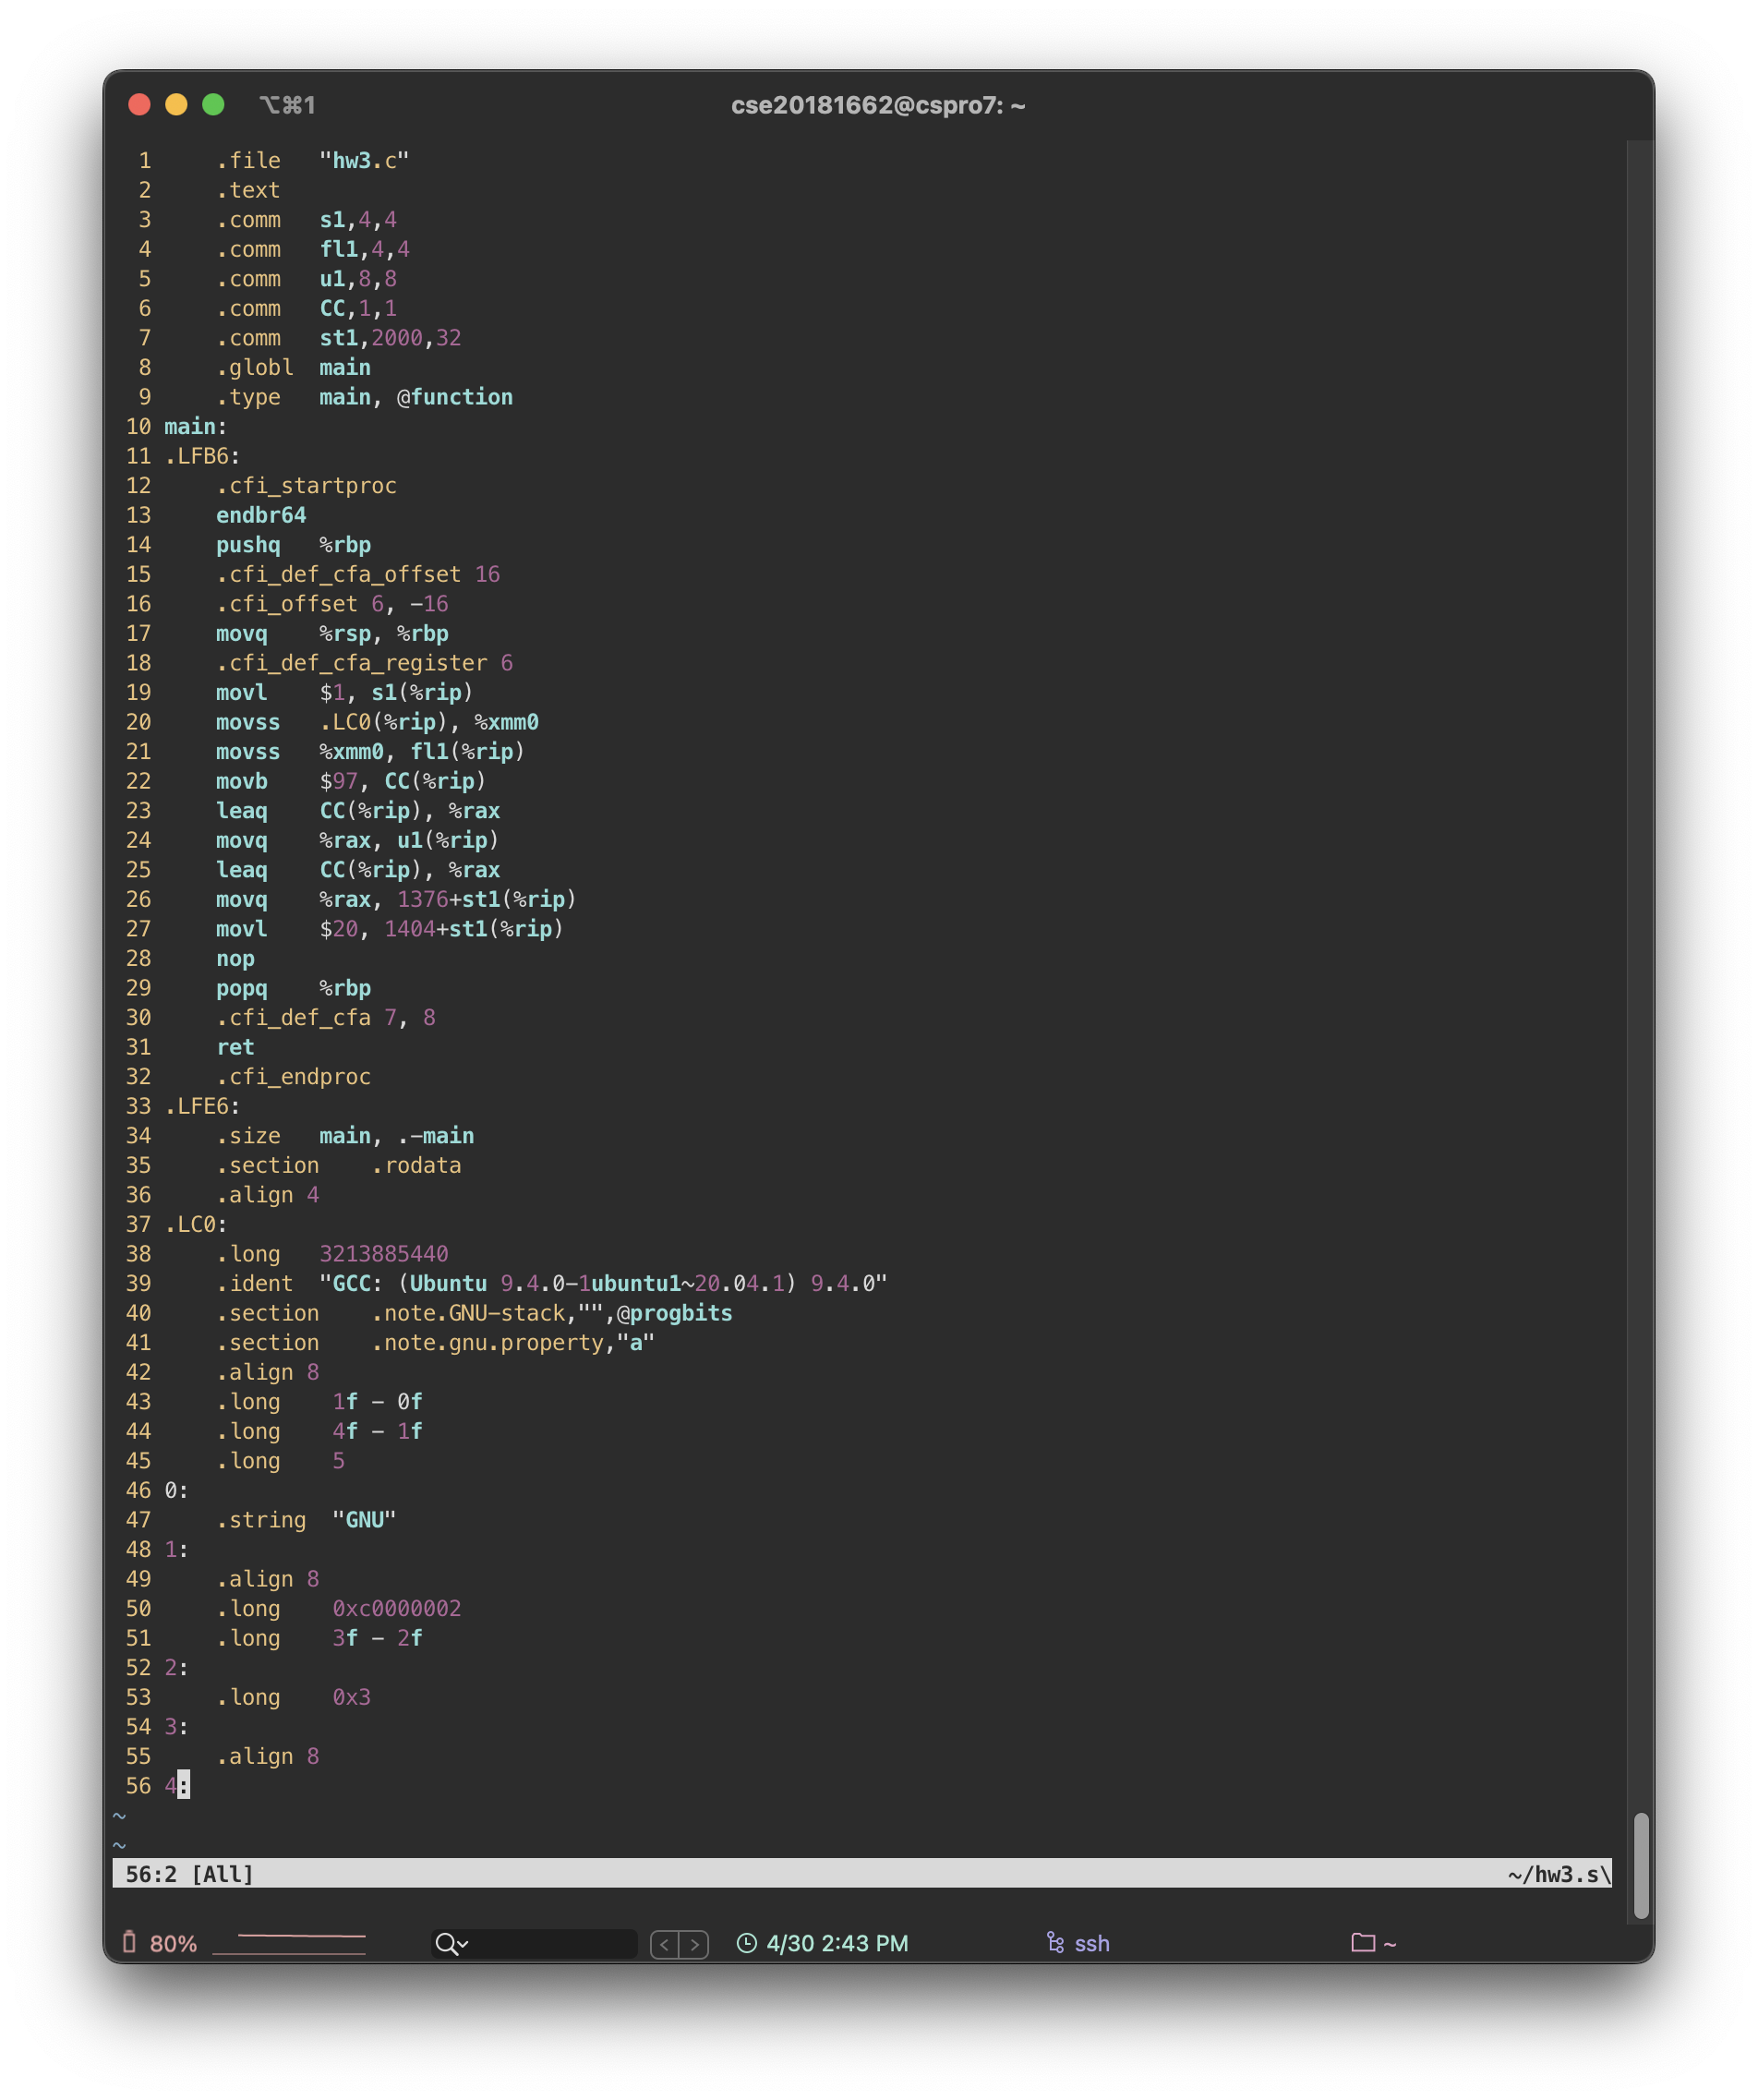 ⌥⌘1 cse20181662@cspro7: ~
1 .file "hw3.c"
2 .text
3 .comm s1,4,4
4 .comm fl1,4,4
5 .comm u1,8,8
6 .comm CC,1,1
7 .comm st1,2000,32
8 .globl main
9 .type main, @function
10 main:
11 .LFB6:
12 .cfi_startproc
13 endbr64
14 pushq %rbp
15 .cfi_def_cfa_offset 16
16 .cfi_offset 6, -16
17 movq %rsp, %rbp
18 .cfi_def_cfa_register 6
19 movl $1, s1(%rip)
20 movss .LC0(%rip), %xmm0
21 movss %xmm0, fl1(%rip)
22 movb $97, CC(%rip)
23 leaq CC(%rip), %rax
24 movq %rax, u1(%rip)
25 leaq CC(%rip), %rax
26 movq %rax, 1376+st1(%rip)
27 movl $20, 1404+st1(%rip)
28 nop
29 popq %rbp
30 .cfi_def_cfa 7, 8
31 ret
32 .cfi_endproc
33 .LFE6:
34 .size main, .-main
35 .section .rodata
36 .align 4
37 .LC0:
38 .long 3213885440
39 .ident "GCC: (Ubuntu 9.4.0-1ubuntu1~20.04.1) 9.4.0"
40 .section .note.GNU-stack,"",@progbits
41 .section .note.gnu.property,"a"
42 .align 8
43 .long 1f - 0f
44 .long 4f - 1f
45 .long 5
46 0:
47 .string "GNU"
48 1:
49 .align 8
50 .long 0xc0000002
51 .long 3f - 2f
52 2:
53 .long 0x3
54 3:
55 .align 8
56 4:
~
~
56:2 [All] ~/hw3.s\
80% 4/30 2:43 PM ssh ~